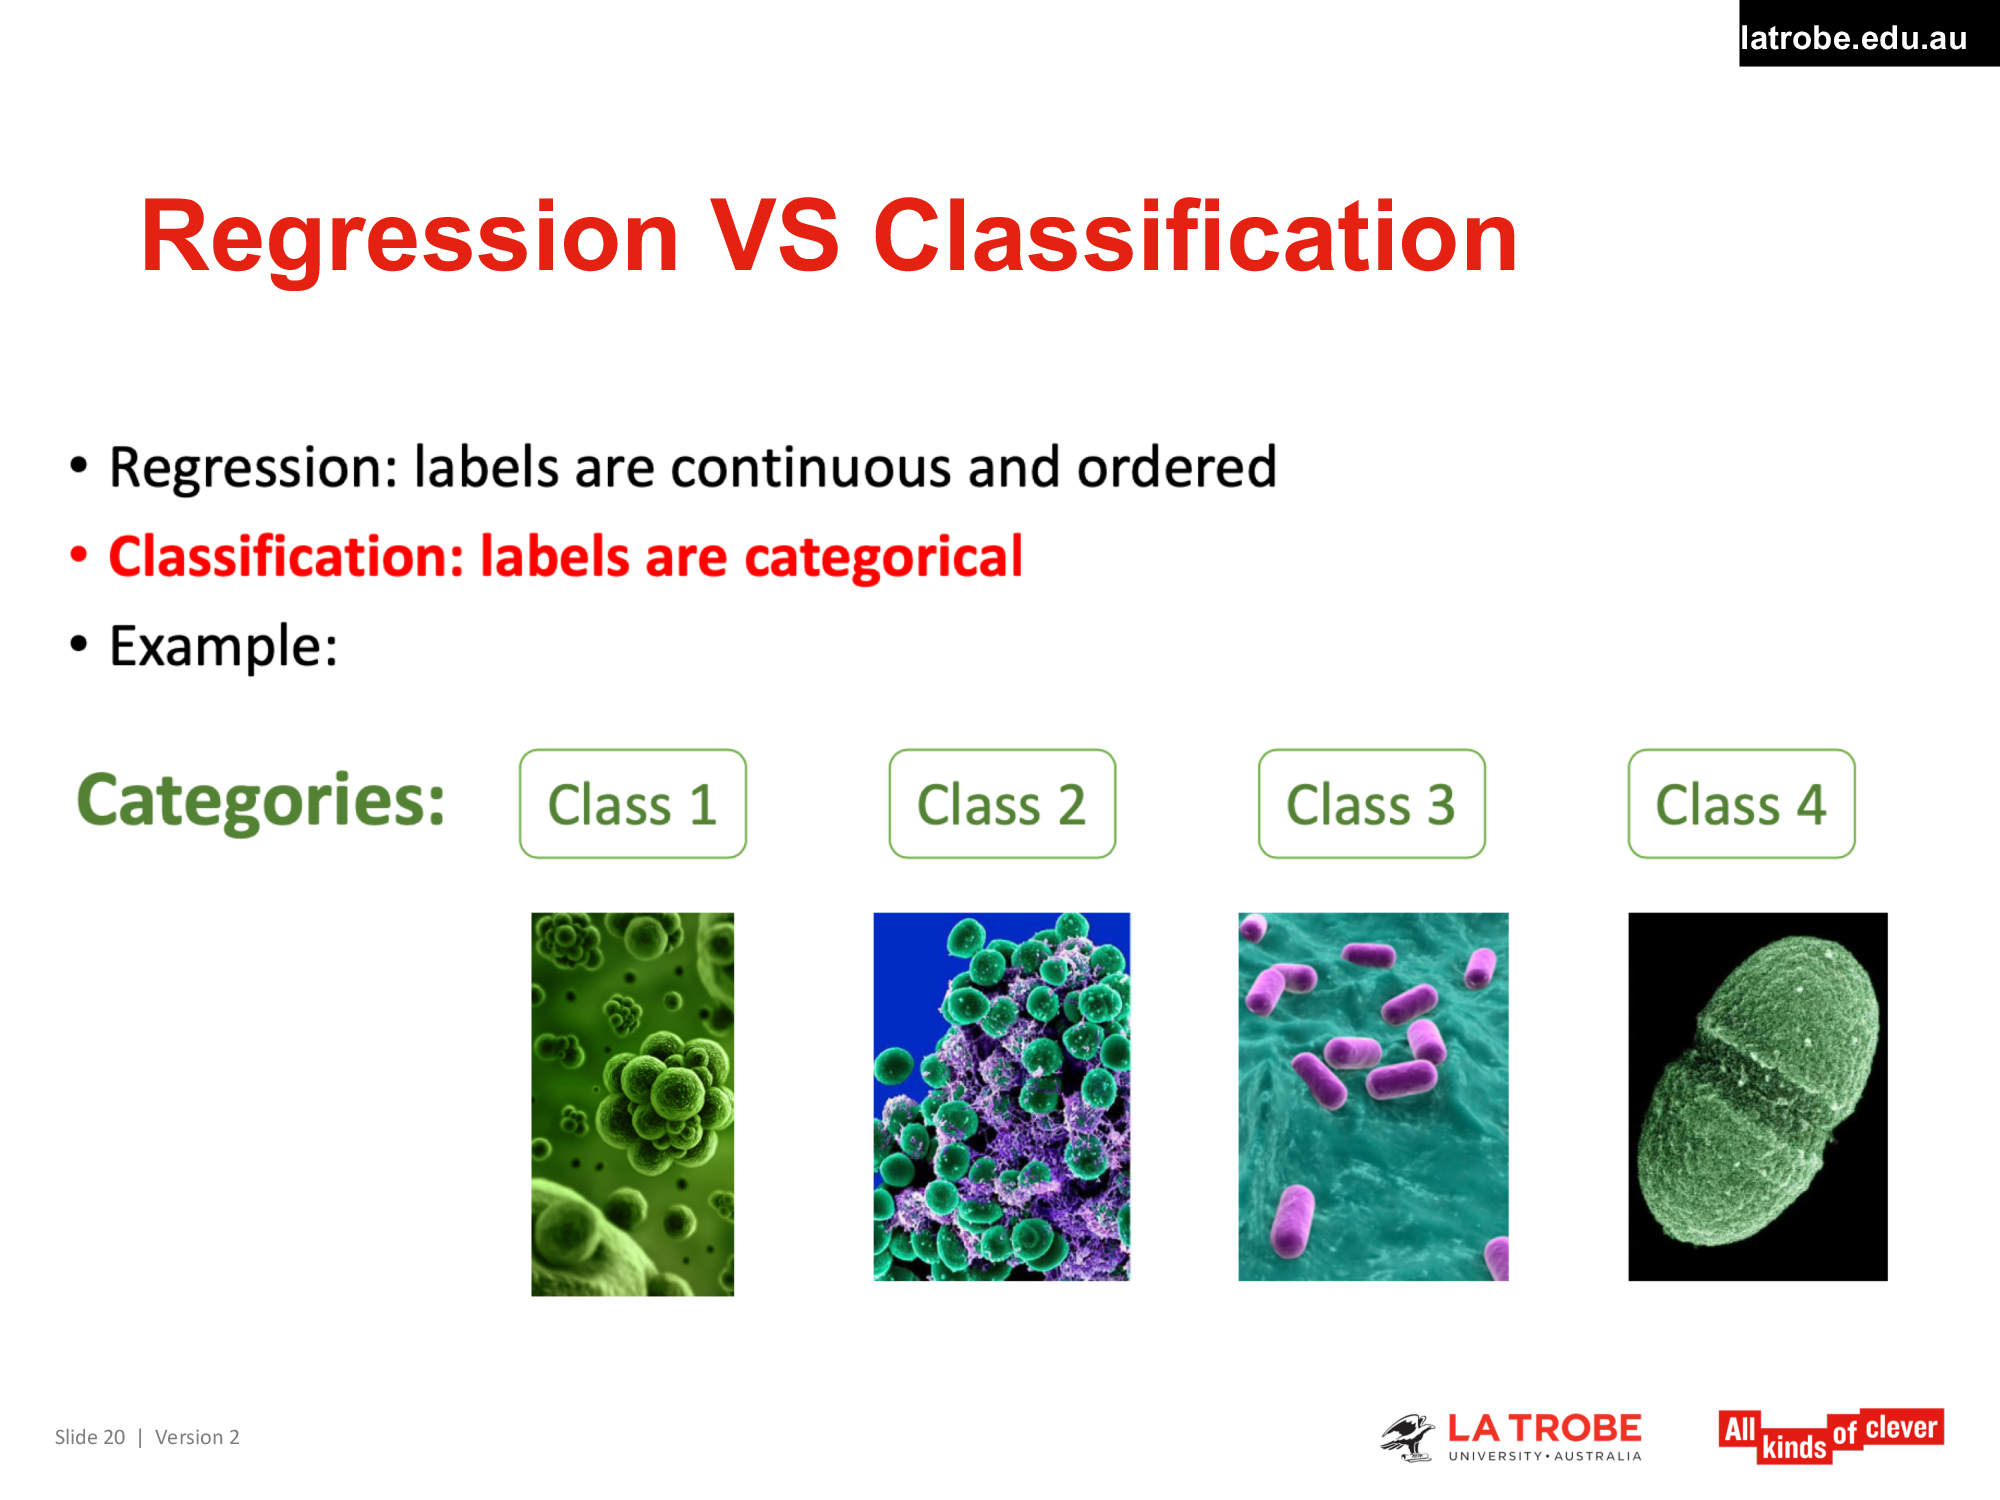 latrobe.edu.au
Regression VS Classification
• Regression: labels are continuous and ordered
• Classification: labels are categorical
• Example:
Categories: Class 1 Class 2 Class 3 Class 4
Slide 20 | Version 2
LA TROBE
UNIVERSITY • AUSTRALIA
All kinds of clever